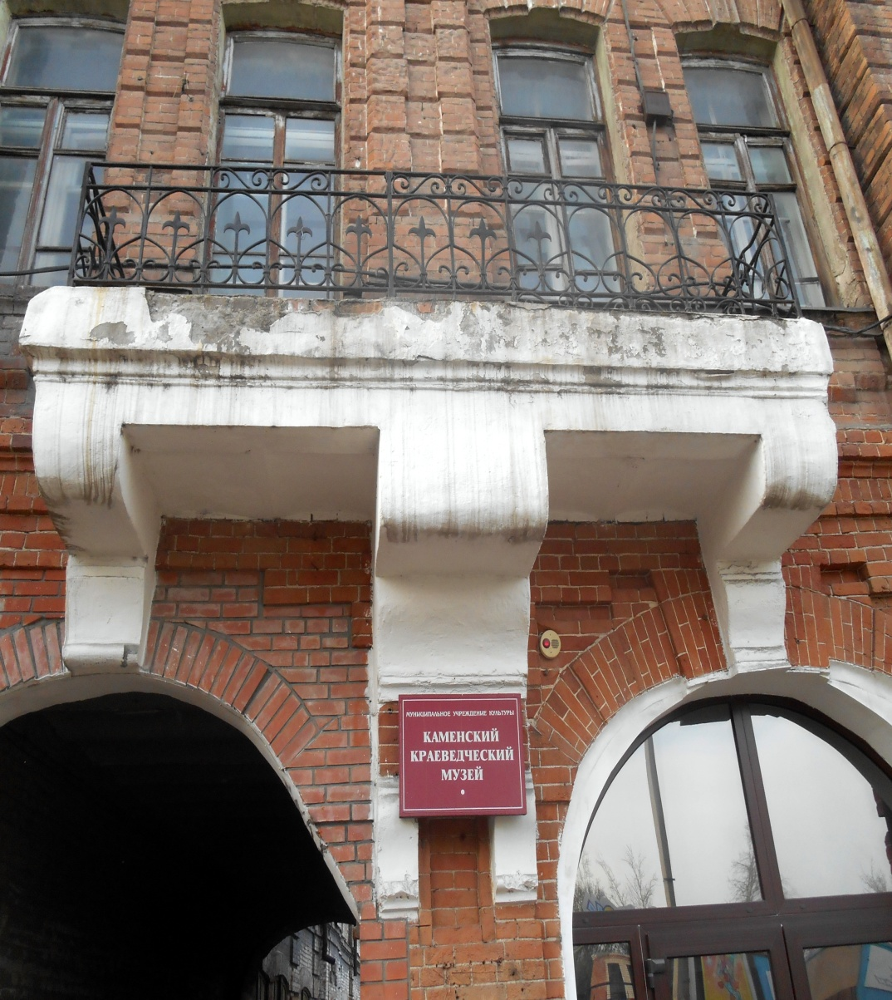 МУНИЦИПАЛЬНОЕ УЧРЕЖДЕНИЕ КУЛЬТУРЫ
КАМЕНСКИЙ
КРАЕВЕДЧЕСКИЙ
МУЗЕЙ